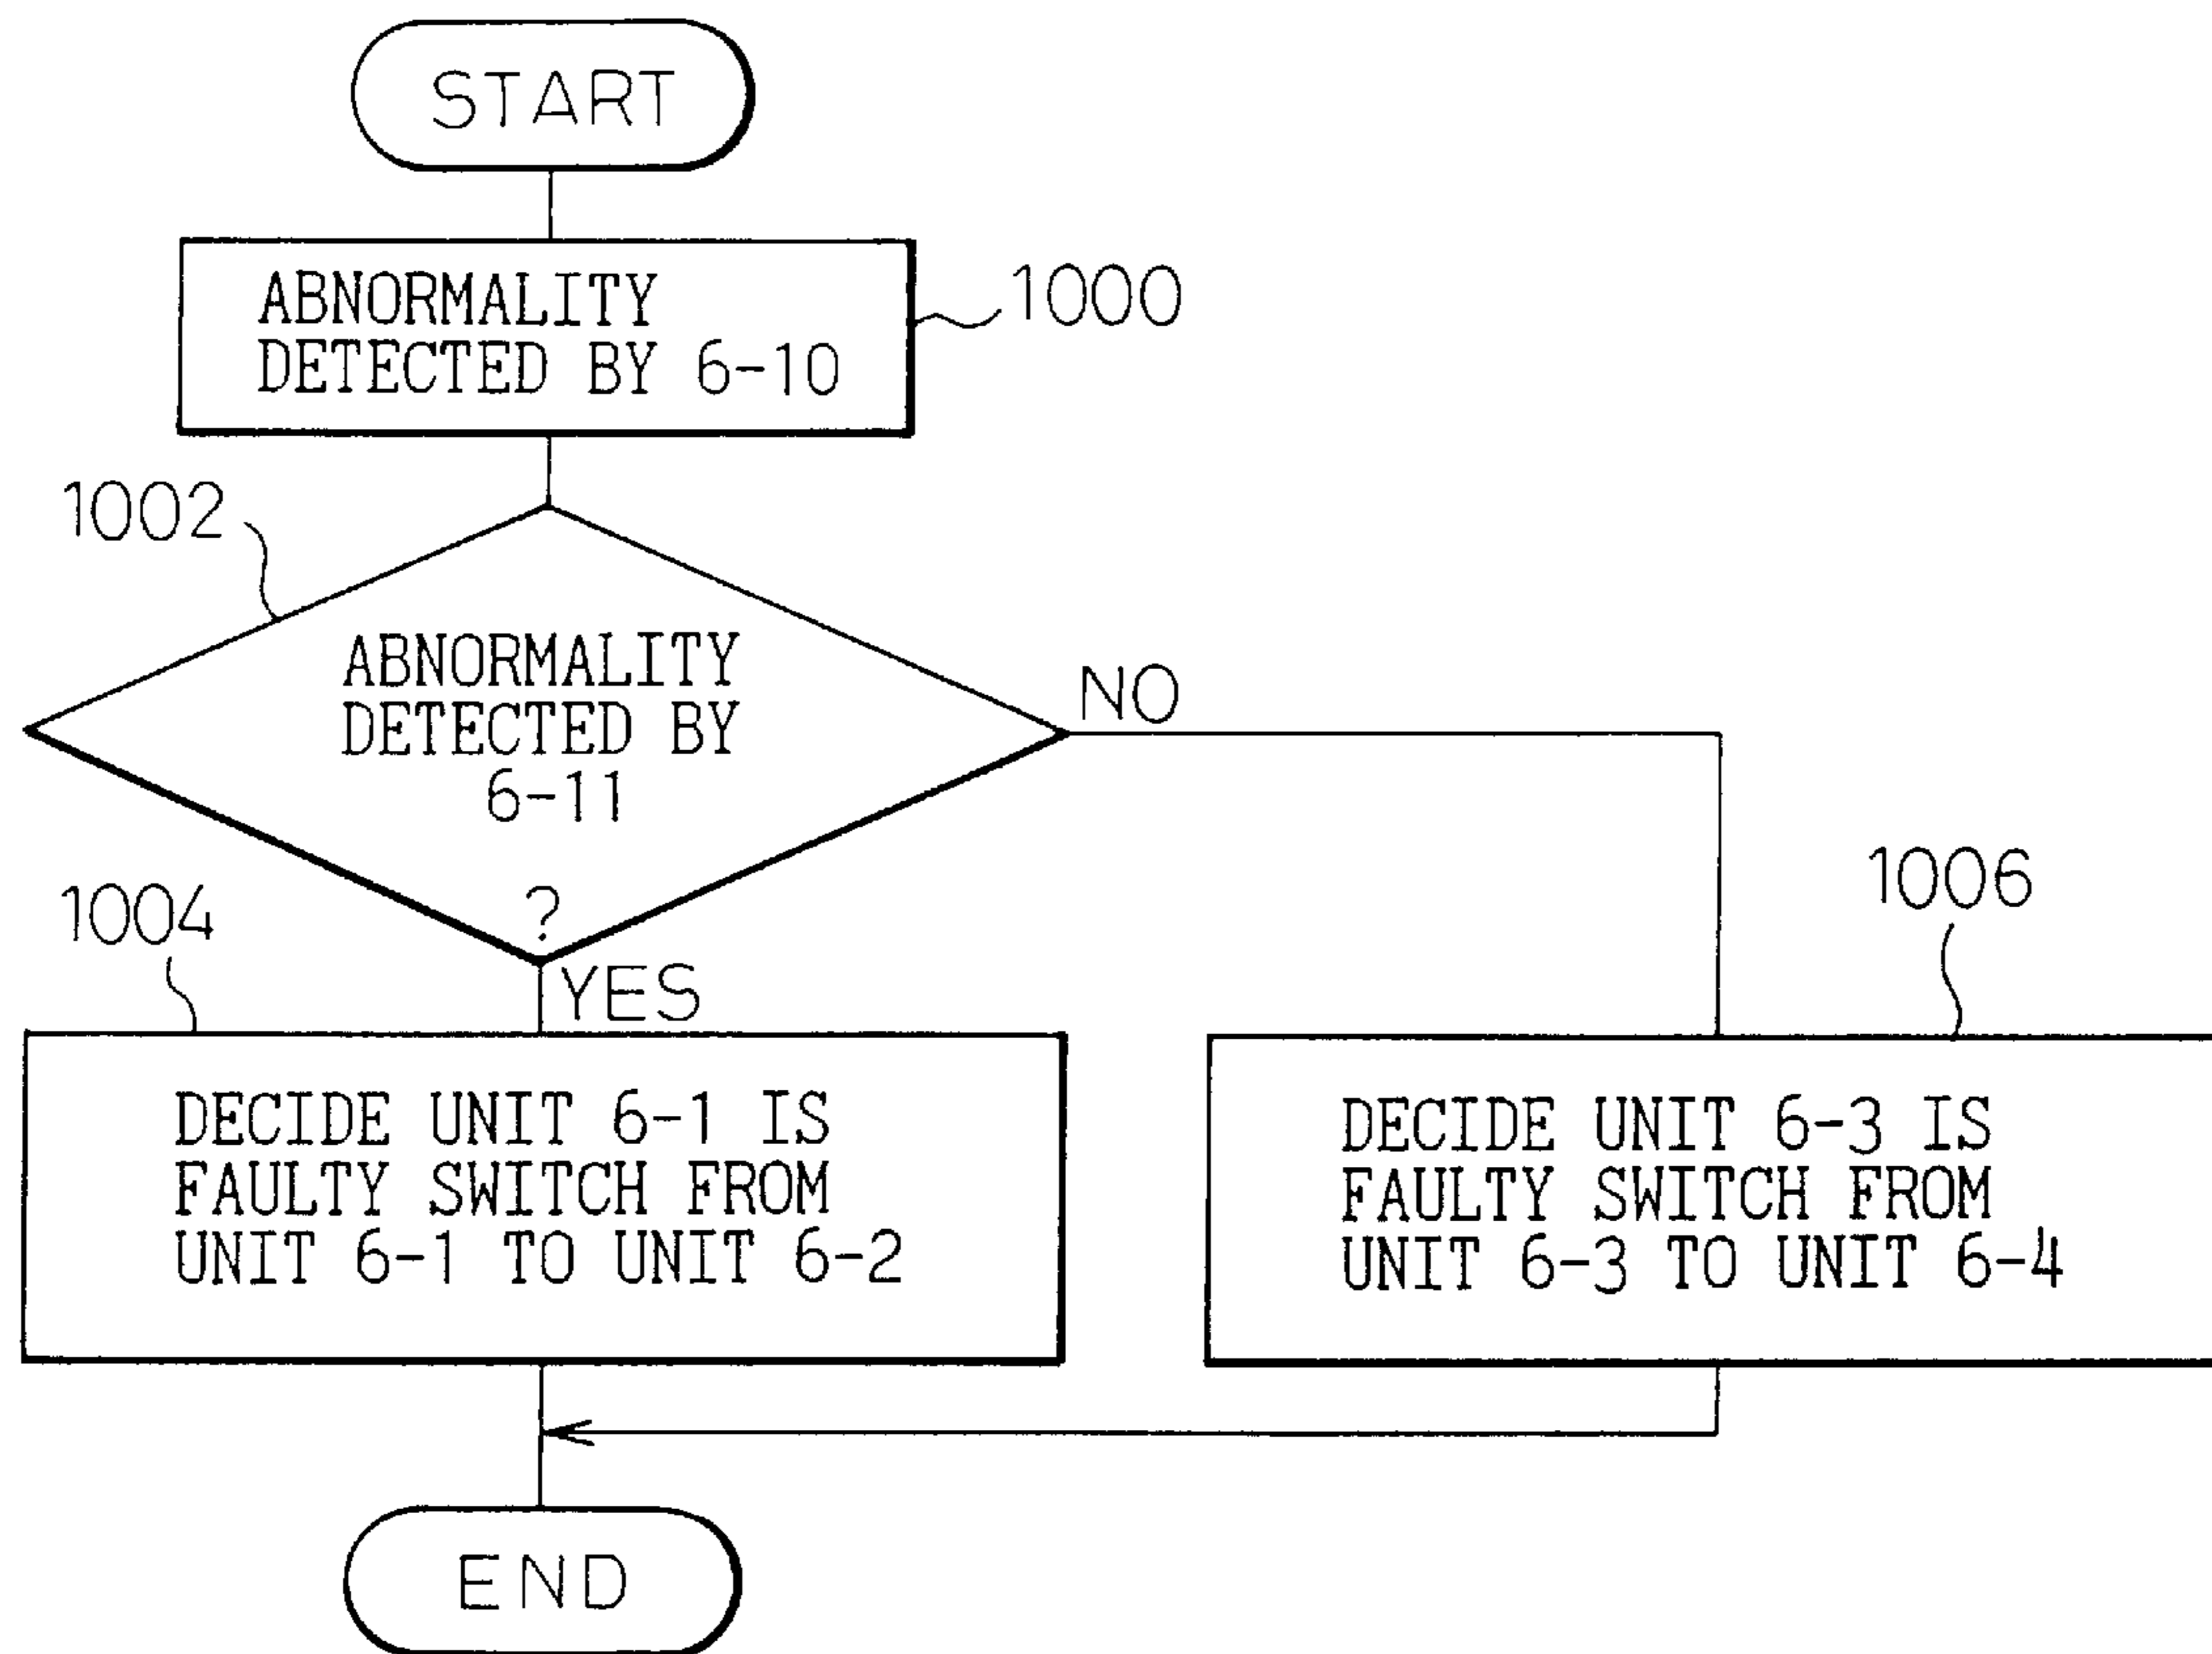 START
ABNORMALITY
DETECTED BY 6-10
1000
1002
ABNORMALITY
DETECTED BY
6-11
?
NO
YES
1004
DECIDE UNIT 6-1 IS
FAULTY SWITCH FROM
UNIT 6-1 TO UNIT 6-2
1006
DECIDE UNIT 6-3 IS
FAULTY SWITCH FROM
UNIT 6-3 TO UNIT 6-4
END